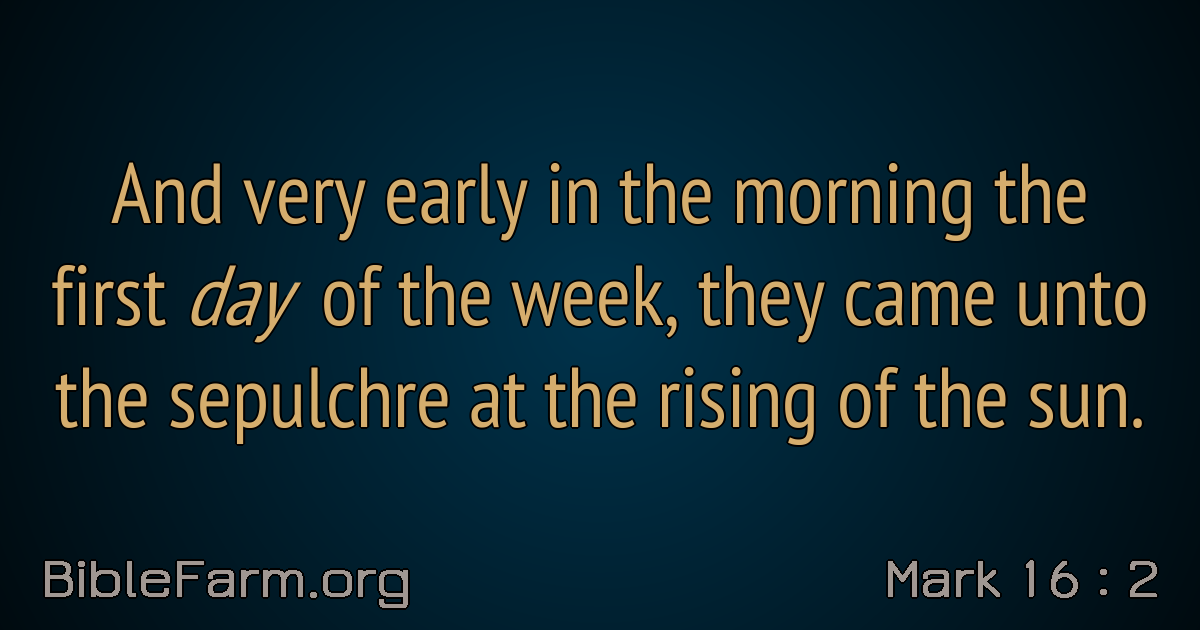 And very early in the morning the
first day of the week, they came unto
the sepulchre at the rising of the sun.
BibleFarm.org
Mark 16 : 2